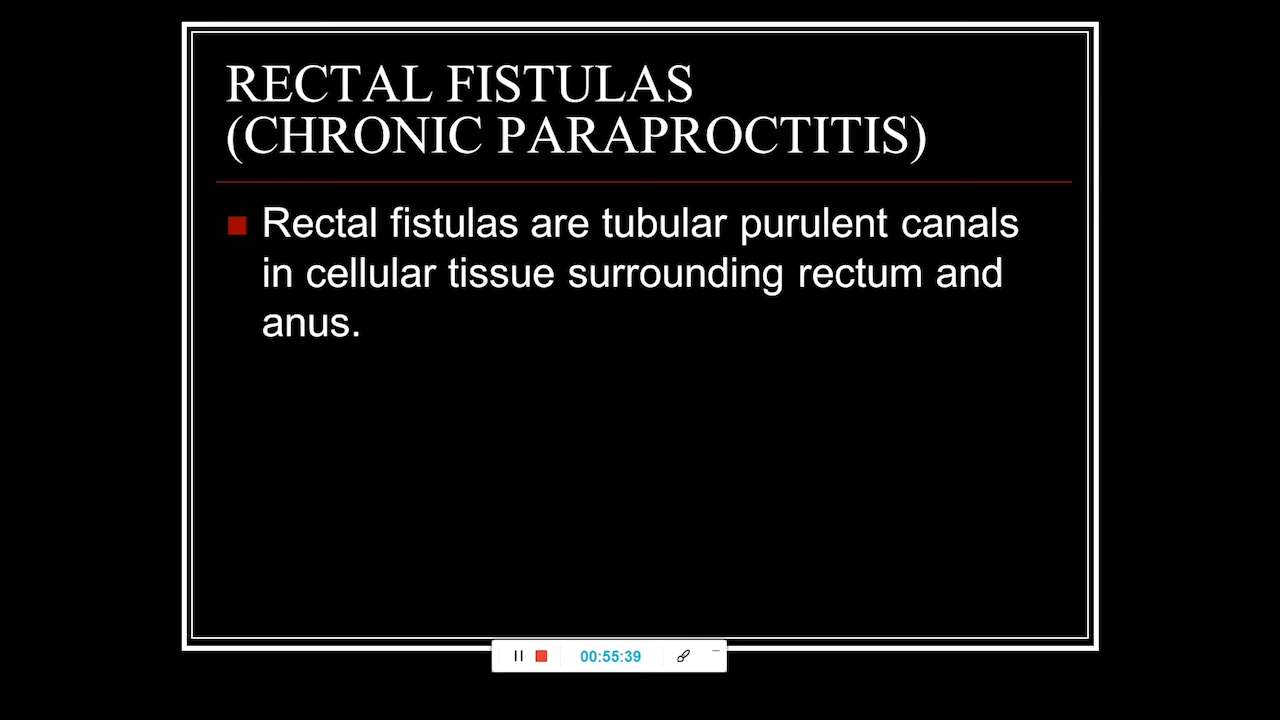 RECTAL FISTULAS
(CHRONIC PARAPROCTITIS)
Rectal fistulas are tubular purulent canals
in cellular tissue surrounding rectum and
anus.
00:55:39